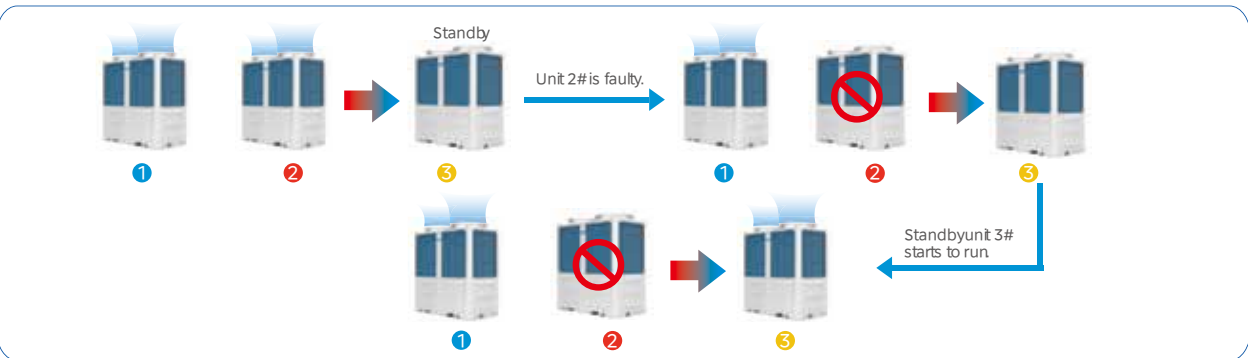 Standby
Unit 2# is faulty.
1
2
3
1
2
3
Standbyunit 3#
starts to run.
1
2
3